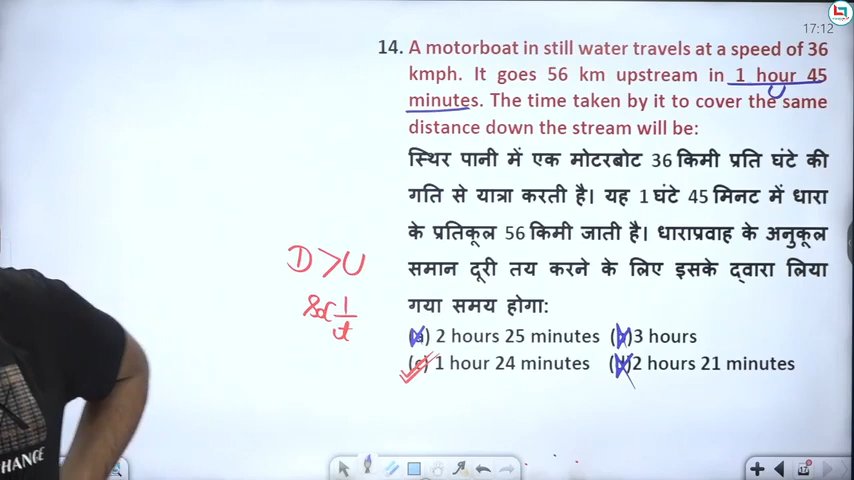 17:12
14. A motorboat in still water travels at a speed of 36
kmph. It goes 56 km upstream in 1 hour 45
minutes. The time taken by it to cover the same
distance down the stream will be:
स्थिर पानी में एक मोटरबोट 36 किमी प्रति घंटे की
गति से यात्रा करती है। यह 1 घंटे 45 मिनट में धारा
के प्रतिकूल 56 किमी जाती है। धाराप्रवाह के अनुकूल
समान दूरी तय करने के लिए इसके द्वारा लिया
गया समय होगा:
(a) 2 hours 25 minutes (b) 3 hours
(c) 1 hour 24 minutes (d) 2 hours 21 minutes
U
D > U
S ∝ 1/t
HANGE
17